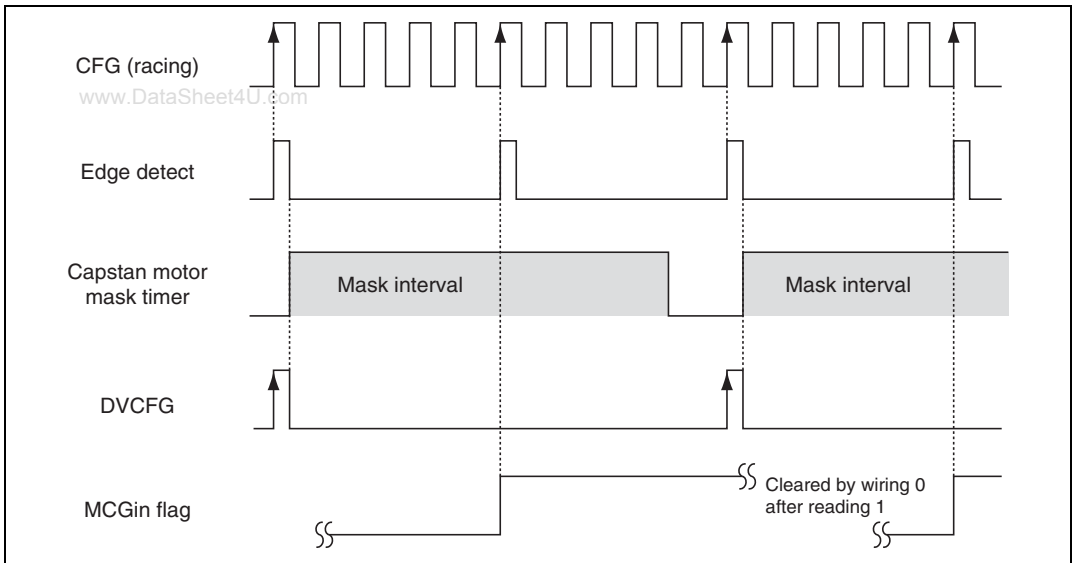 CFG (racing)
www.DataSheet4U.com
Edge detect
Capstan motor
mask timer
Mask interval
Mask interval
DVCFG
MCGin flag
Cleared by wiring 0
after reading 1